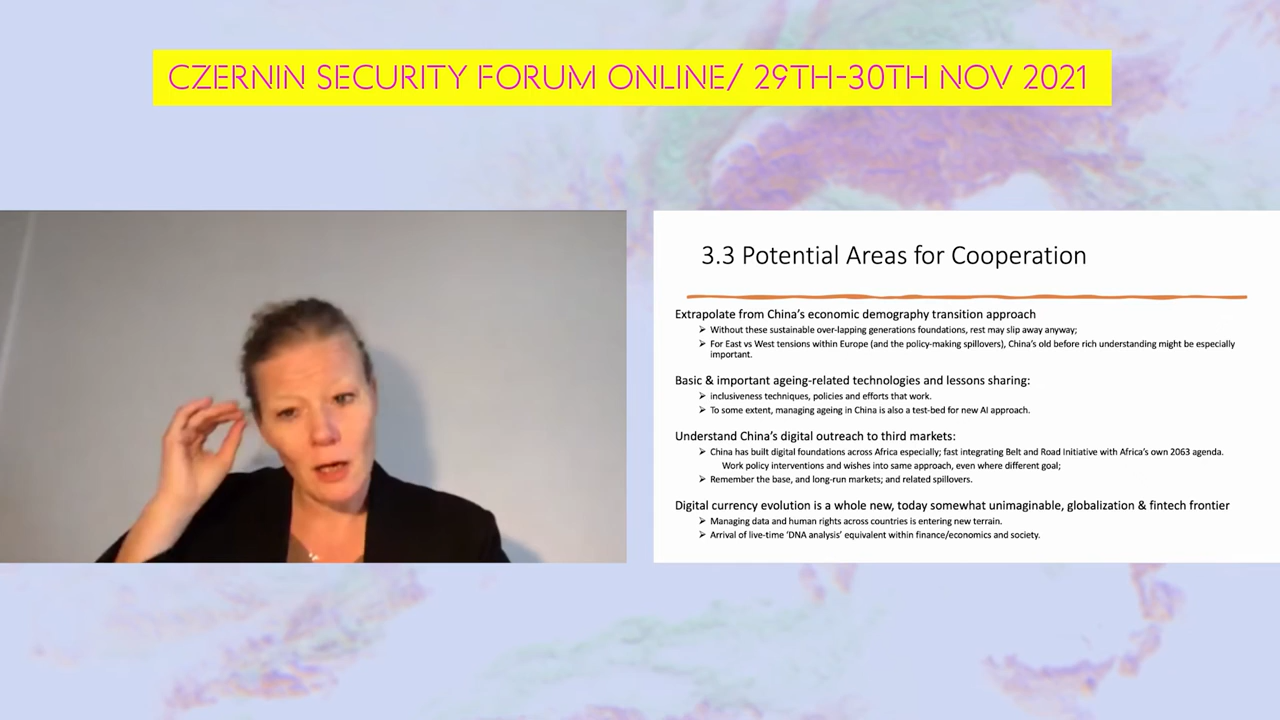 CZERNIN SECURITY FORUM ONLINE/ 29TH-30TH NOV 2021
3.3 Potential Areas for Cooperation
Extrapolate from China's economic demography transition approach
➢ Without these sustainable over-lapping generations foundations, rest may slip away anyway;
➢ For East vs West tensions within Europe (and the policy-making spillovers), China's old before rich understanding might be especially
important.
Basic & important ageing-related technologies and lessons sharing:
➢ inclusiveness techniques, policies and efforts that work.
➢ To some extent, managing ageing in China is also a test-bed for new AI approach.
Understand China's digital outreach to third markets:
➢ China has built digital foundations across Africa especially; fast integrating Belt and Road Initiative with Africa's own 2063 agenda.
Work policy interventions and wishes into same approach, even where different goal;
➢ Remember the base, and long-run markets; and related spillovers.
Digital currency evolution is a whole new, today somewhat unimaginable, globalization & fintech frontier
➢ Managing data and human rights across countries is entering new terrain.
➢ Arrival of live-time 'DNA analysis' equivalent within finance/economics and society.